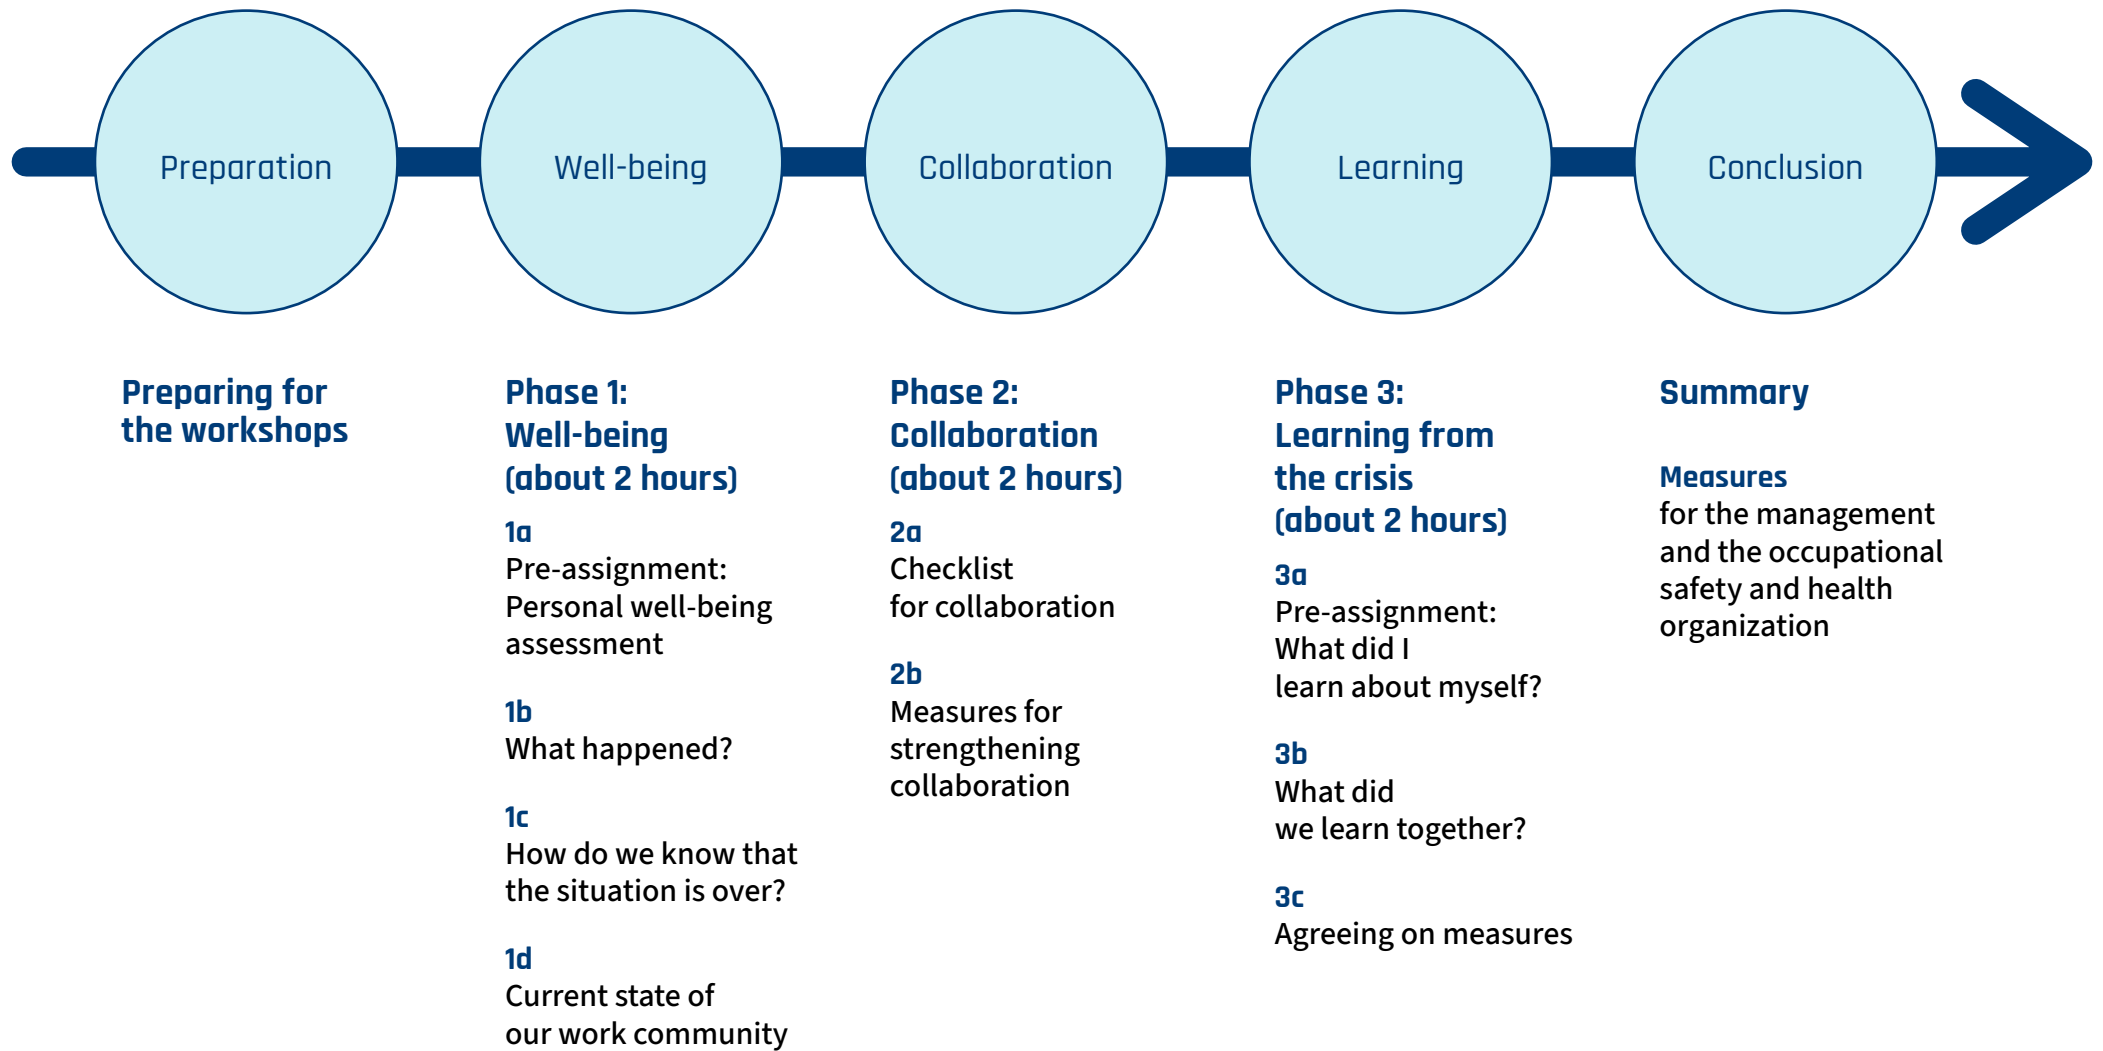 Preparation
Well-being
Collaboration
Learning
Conclusion
Preparing for
the workshops
Phase 1:
Well-being
(about 2 hours)
1a
Pre-assignment:
Personal well-being
assessment
1b
What happened?
1c
How do we know that
the situation is over?
1d
Current state of
our work community
Phase 2:
Collaboration
(about 2 hours)
2a
Checklist
for collaboration
2b
Measures for
strengthening
collaboration
Phase 3:
Learning from
the crisis
(about 2 hours)
3a
Pre-assignment:
What did I
learn about myself?
3b
What did
we learn together?
3c
Agreeing on measures
Summary
Measures
for the management
and the occupational
safety and health
organization